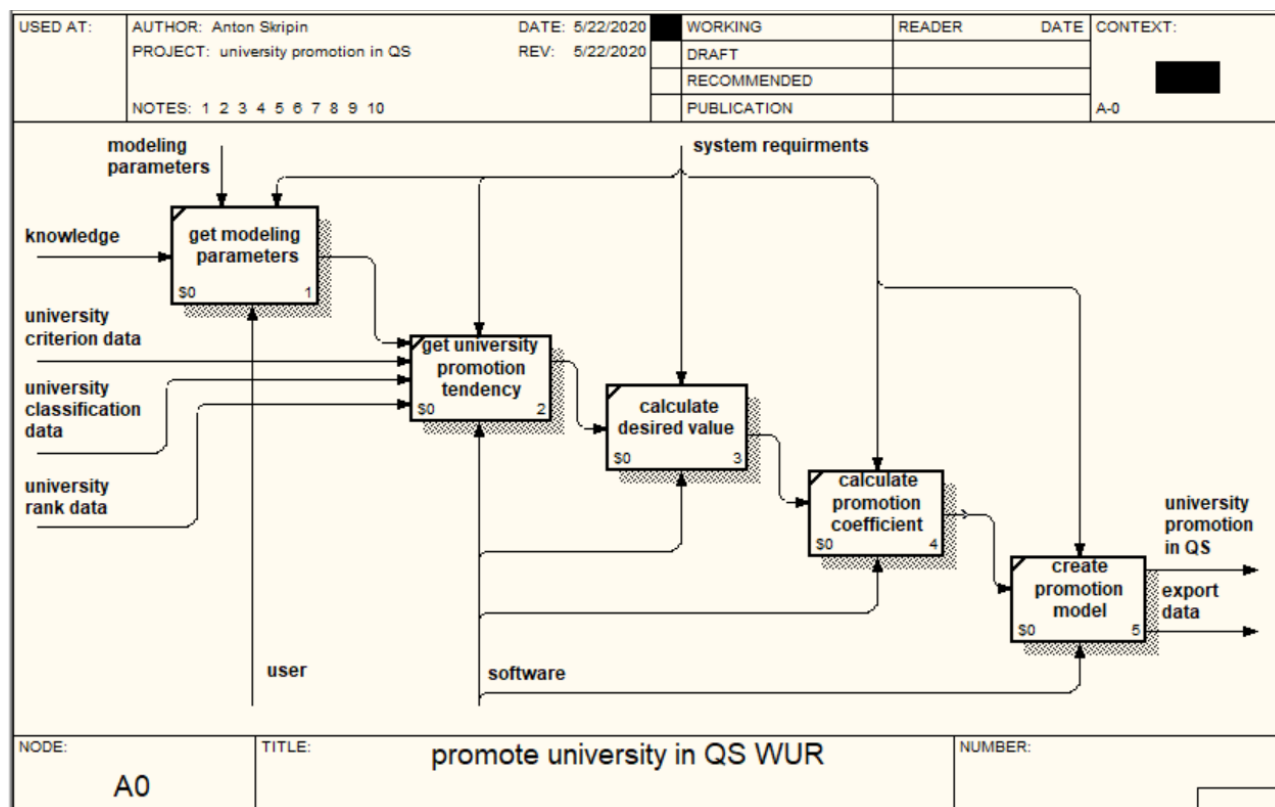 USED AT:
AUTHOR: Anton Skripin
DATE: 5/22/2020
WORKING
READER
DATE
CONTEXT:
PROJECT: university promotion in QS
REV: 5/22/2020
DRAFT
RECOMMENDED
NOTES: 1 2 3 4 5 6 7 8 9 10
PUBLICATION
A-0
modeling
parameters
system requirments
knowledge
get modeling
parameters
$0
1
university
criterion data
get university
promotion
tendency
$0
2
university
classification
data
calculate
desired value
$0
3
university
rank data
calculate
promotion
coefficient
$0
4
university
promotion
in QS
create
promotion
model
$0
5
export
data
user
software
NODE:
A0
TITLE:
promote university in QS WUR
NUMBER: